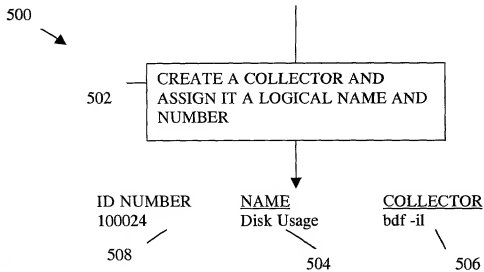 500
502
CREATE A COLLECTOR AND
ASSIGN IT A LOGICAL NAME AND
NUMBER
ID NUMBER NAME COLLECTOR
100024 Disk Usage bdf -il
508 504 506